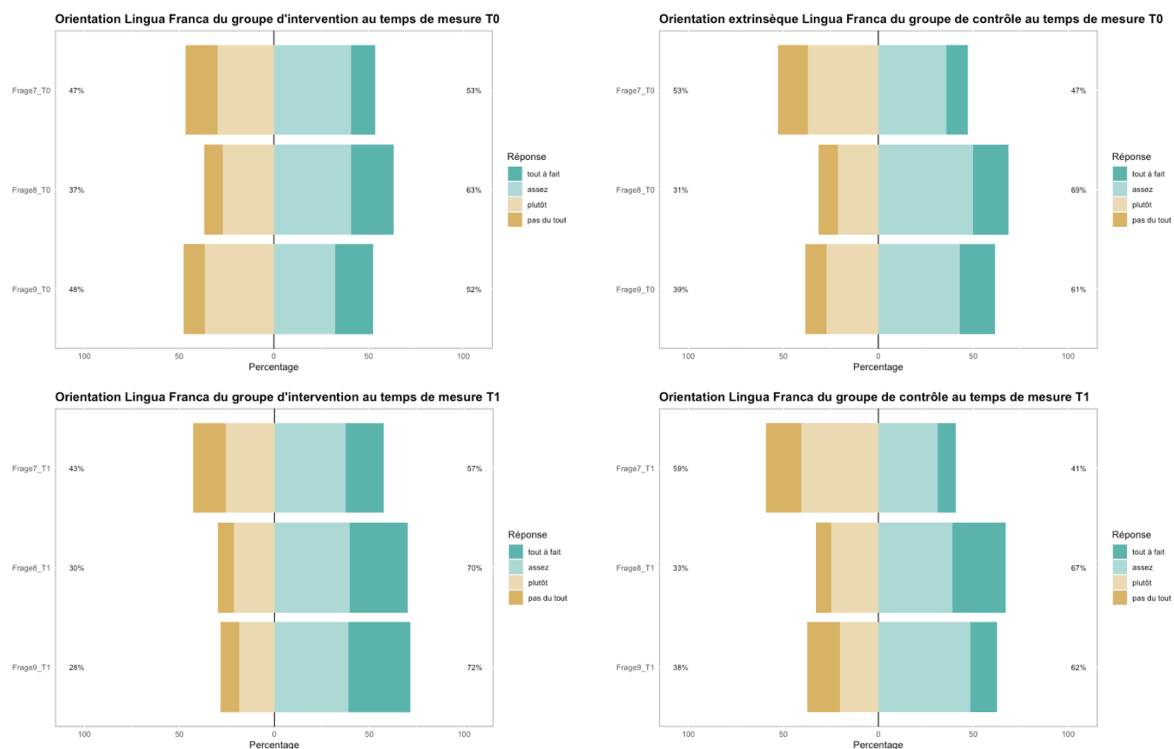 Orientation Lingua Franca du groupe d'intervention au temps de mesure T0
Frage7_T0
47%
53%
Frage8_T0
37%
63%
Frage9_T0
48%
52%
100
50
0
50
100
Percentage
Réponse
tout à fait
assez
plutôt
pas du tout
Orientation extrinsèque Lingua Franca du groupe de contrôle au temps de mesure T0
Frage7_T0
53%
47%
Frage8_T0
31%
69%
Frage9_T0
39%
61%
100
50
0
50
100
Percentage
Réponse
tout à fait
assez
plutôt
pas du tout
Orientation Lingua Franca du groupe d'intervention au temps de mesure T1
Frage7_T1
43%
57%
Frage8_T1
30%
70%
Frage9_T1
28%
72%
100
50
0
50
100
Percentage
Réponse
tout à fait
assez
plutôt
pas du tout
Orientation Lingua Franca du groupe de contrôle au temps de mesure T1
Frage7_T1
59%
41%
Frage8_T1
33%
67%
Frage9_T1
38%
62%
100
50
0
50
100
Percentage
Réponse
tout à fait
assez
plutôt
pas du tout